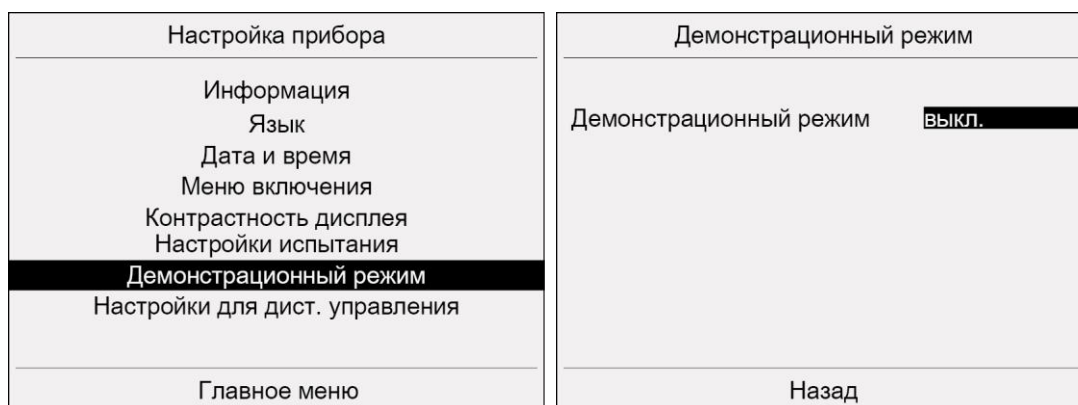 Настройка прибора
Информация
Язык
Дата и время
Меню включения
Контрастность дисплея
Настройки испытания
Демонстрационный режим
Настройки для дист. управления
Главное меню
Демонстрационный режим
Демонстрационный режим выкл.
Назад